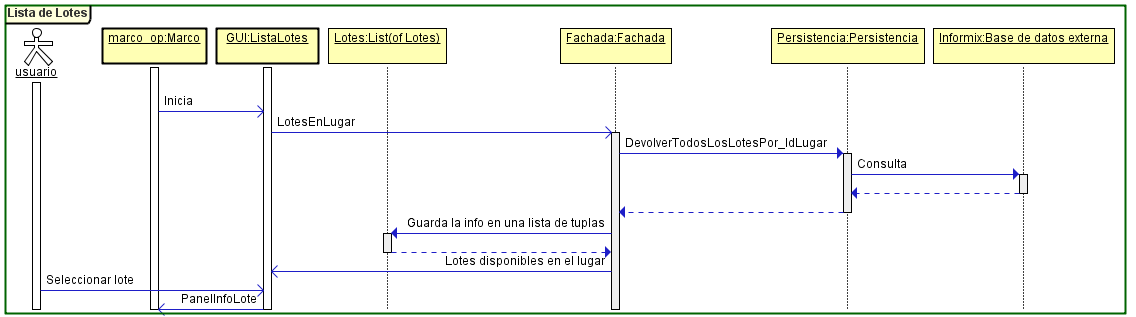 Lista de Lotes
usuario
marco_op:Marco
GUI:ListaLotes
Lotes:List(of Lotes)
Fachada:Fachada
Persistencia:Persistencia
Informix:Base de datos externa
Inicia
LotesEnLugar
DevolverTodosLosLotesPor_IdLugar
Consulta
Guarda la info en una lista de tuplas
Lotes disponibles en el lugar
Seleccionar lote
PanelInfoLote